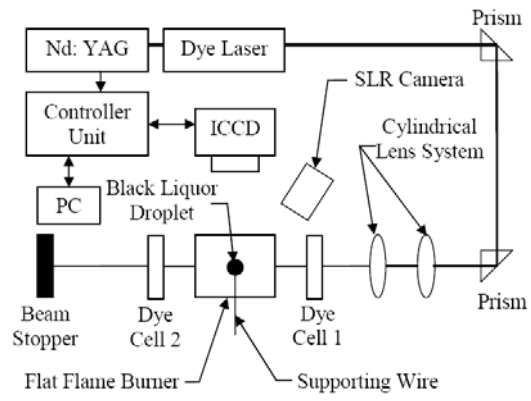 Prism
Nd: YAG
Dye Laser
SLR Camera
Controller
Unit
ICCD
Cylindrical
Lens System
PC
Black Liquor
Droplet
Beam
Stopper
Dye
Cell 2
Dye
Cell 1
Prism
Flat Flame Burner
Supporting Wire